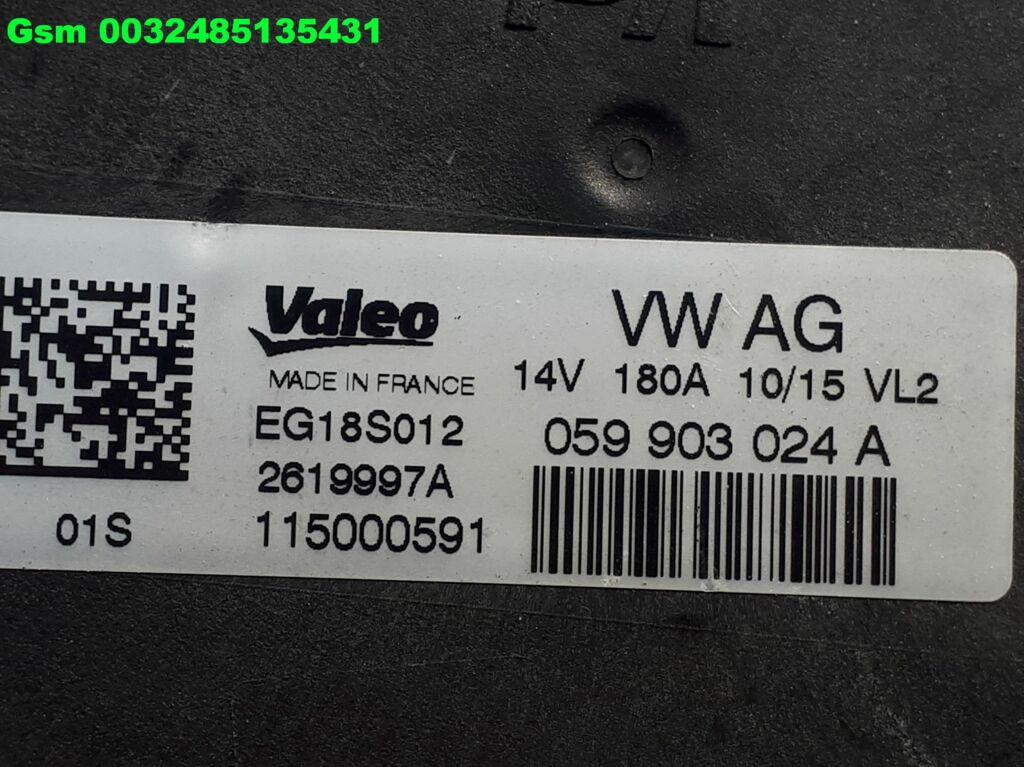 Gsm 0032485135431
Valeo
MADE IN FRANCE
EG18S012
2619997A
115000591
01S
VW AG
14V 180A 10/15 VL2
059 903 024 A